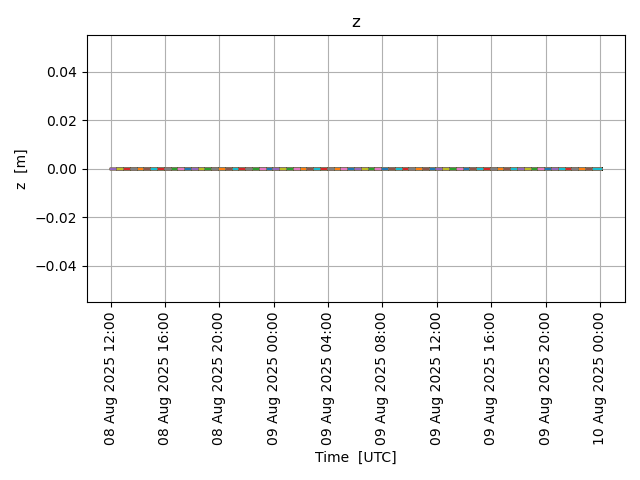 z
0.04
0.02
0.00
−0.02
−0.04
z [m]
08 Aug 2025 12:00
08 Aug 2025 16:00
08 Aug 2025 20:00
09 Aug 2025 00:00
09 Aug 2025 04:00
09 Aug 2025 08:00
09 Aug 2025 12:00
09 Aug 2025 16:00
09 Aug 2025 20:00
10 Aug 2025 00:00
Time [UTC]